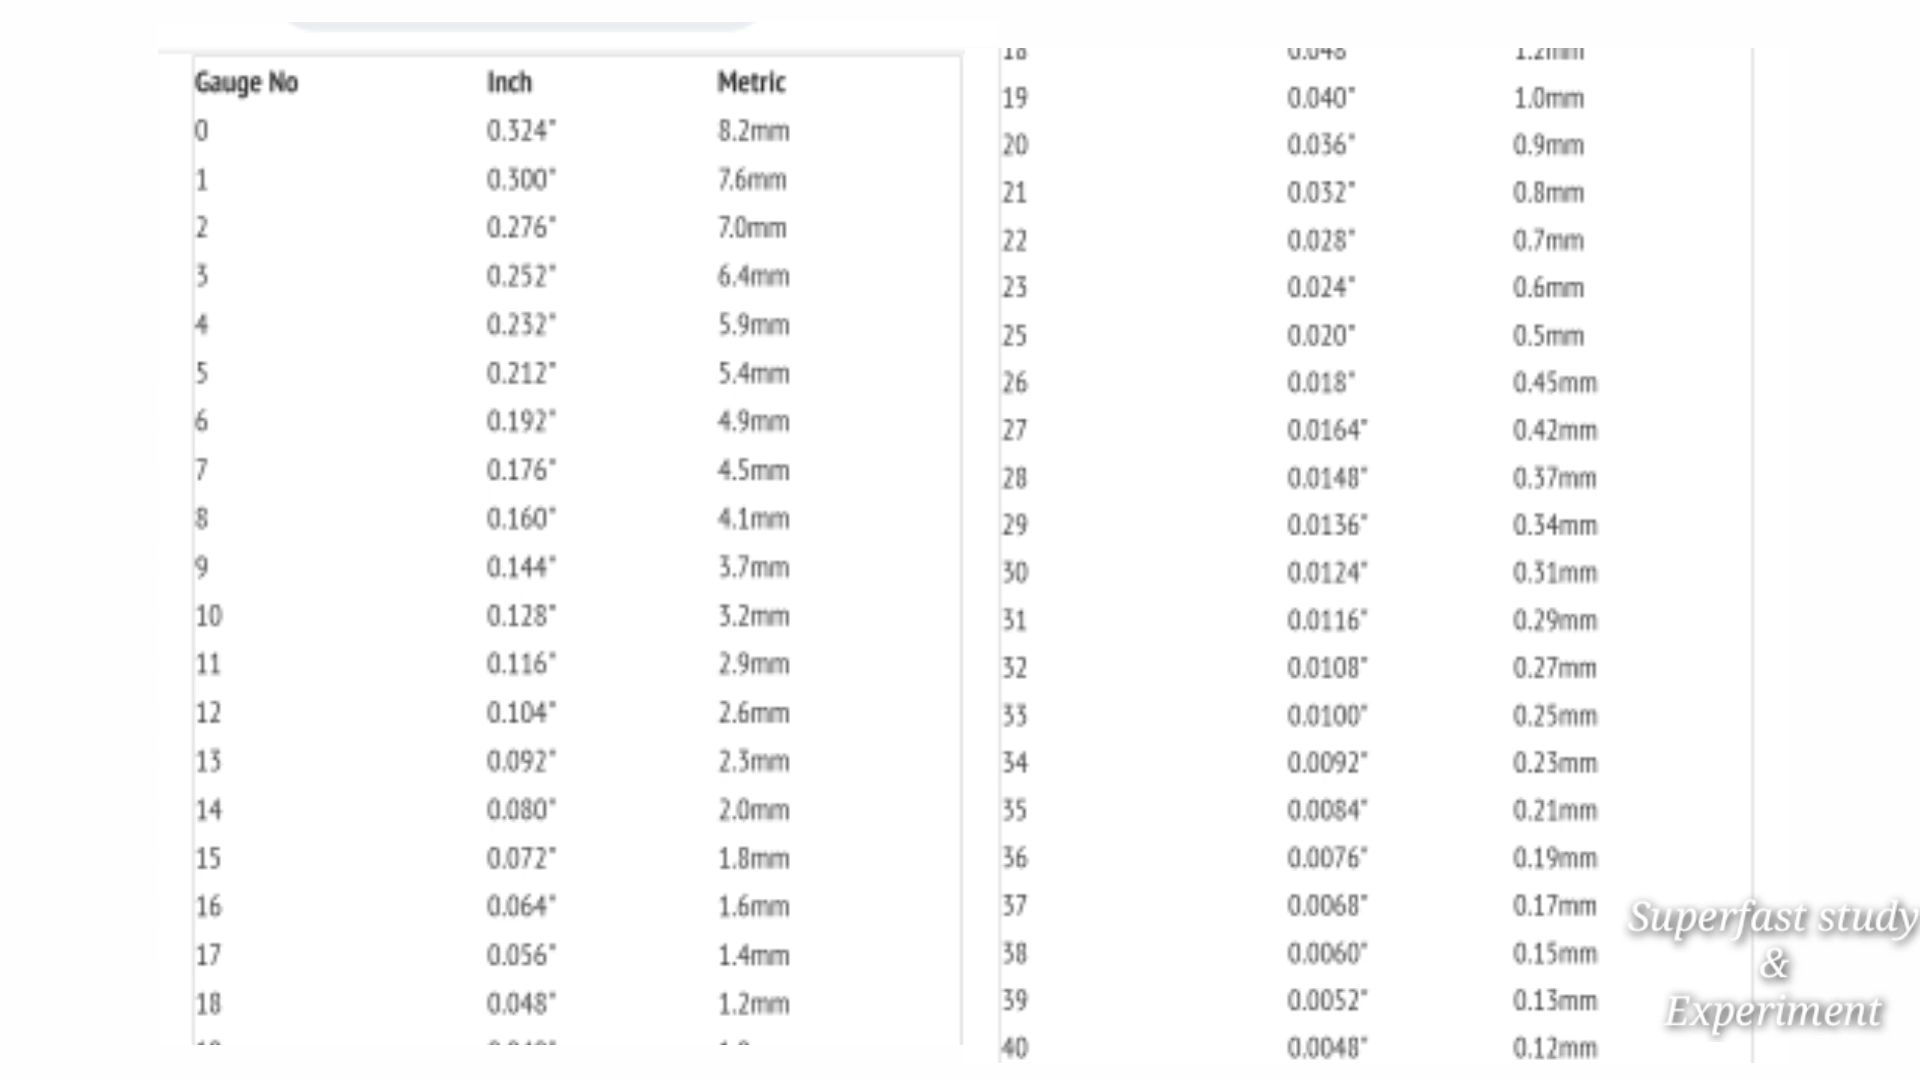 Gauge No Inch Metric
0 0.324" 8.2mm
1 0.300" 7.6mm
2 0.276" 7.0mm
3 0.252" 6.4mm
4 0.232" 5.9mm
5 0.212" 5.4mm
6 0.192" 4.9mm
7 0.176" 4.5mm
8 0.160" 4.1mm
9 0.144" 3.7mm
10 0.128" 3.2mm
11 0.116" 2.9mm
12 0.104" 2.6mm
13 0.092" 2.3mm
14 0.080" 2.0mm
15 0.072" 1.8mm
16 0.064" 1.6mm
17 0.056" 1.4mm
18 0.048" 1.2mm
18 0.048 1.2mm
19 0.040" 1.0mm
20 0.036" 0.9mm
21 0.032" 0.8mm
22 0.028" 0.7mm
23 0.024" 0.6mm
25 0.020" 0.5mm
26 0.018" 0.45mm
27 0.0164" 0.42mm
28 0.0148" 0.37mm
29 0.0136" 0.34mm
30 0.0124" 0.31mm
31 0.0116" 0.29mm
32 0.0108" 0.27mm
33 0.0100" 0.25mm
34 0.0092" 0.23mm
35 0.0084" 0.21mm
36 0.0076" 0.19mm
37 0.0068" 0.17mm
38 0.0060" 0.15mm
39 0.0052" 0.13mm
40 0.0048" 0.12mm
Superfast study
&
Experiment